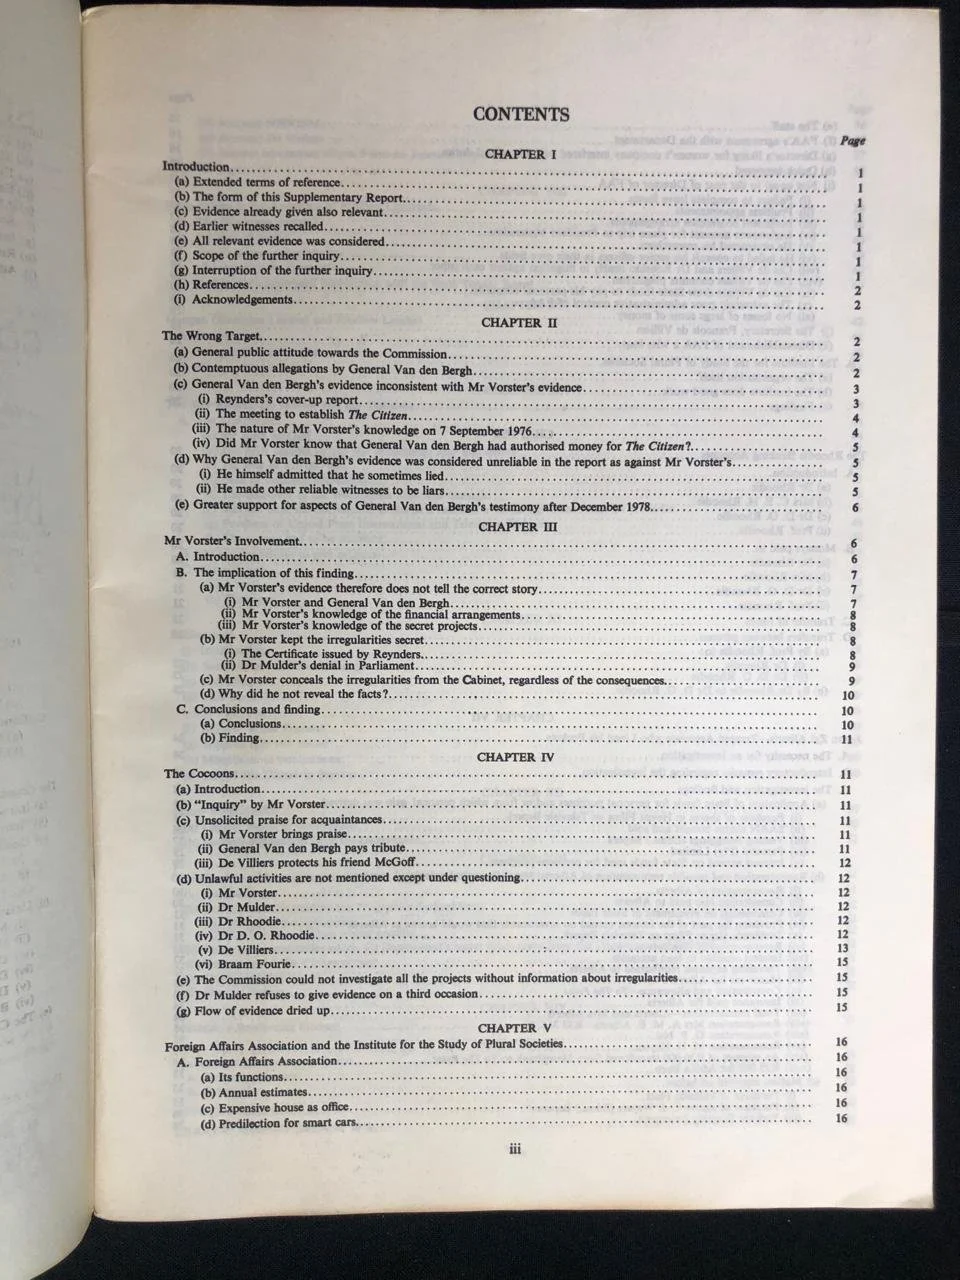 CONTENTS
Page
CHAPTER I
Introduction 1
(a) Extended terms of reference 1
(b) The form of this Supplementary Report 1
(c) Evidence already given also relevant 1
(d) Earlier witnesses recalled 1
(e) All relevant evidence was considered 1
(f) Scope of the further inquiry 1
(g) Interruption of the further inquiry 1
(h) References 2
(i) Acknowledgements 2
CHAPTER II
The Wrong Target 2
(a) General public attitude towards the Commission 2
(b) Contemptuous allegations by General Van den Bergh 2
(c) General Van den Bergh's evidence inconsistent with Mr Vorster's evidence 3
(i) Reynders's cover-up report 3
(ii) The meeting to establish The Citizen 4
(iii) The nature of Mr Vorster's knowledge on 7 September 1976 4
(iv) Did Mr Vorster know that General Van den Bergh had authorised money for The Citizen? 5
(d) Why General Van den Bergh's evidence was considered unreliable in the report as against Mr Vorster's 5
(i) He himself admitted that he sometimes lied 5
(ii) He made other reliable witnesses to be liars 5
(e) Greater support for aspects of General Van den Bergh's testimony after December 1978 6
CHAPTER III
Mr Vorster's Involvement 6
A. Introduction 6
B. The implication of this finding 7
(a) Mr Vorster's evidence therefore does not tell the correct story 7
(i) Mr Vorster and General Van den Bergh 7
(ii) Mr Vorster's knowledge of the financial arrangements 8
(iii) Mr Vorster's knowledge of the secret projects 8
(b) Mr Vorster kept the irregularities secret 8
(i) The Certificate issued by Reynders 8
(ii) Dr Mulder's denial in Parliament 9
(c) Mr Vorster conceals the irregularities from the Cabinet, regardless of the consequences 9
(d) Why did he not reveal the facts? 10
C. Conclusions and finding 10
(a) Conclusions 10
(b) Finding 11
CHAPTER IV
The Cocoons 11
(a) Introduction 11
(b) "Inquiry" by Mr Vorster 11
(c) Unsolicited praise for acquaintances 11
(i) Mr Vorster brings praise 11
(ii) General Van den Bergh pays tribute 11
(iii) De Villiers protects his friend McGoff 12
(d) Unlawful activities are not mentioned except under questioning 12
(i) Mr Vorster 12
(ii) Dr Mulder 12
(iii) Dr Rhoodie 12
(iv) Dr D. O. Rhoodie 12
(v) De Villiers 13
(vi) Braam Fourie 15
(e) The Commission could not investigate all the projects without information about irregularities 15
(f) Dr Mulder refuses to give evidence on a third occasion 15
(g) Flow of evidence dried up 15
CHAPTER V
Foreign Affairs Association and the Institute for the Study of Plural Societies 16
A. Foreign Affairs Association 16
(a) Its functions 16
(b) Annual estimates 16
(c) Expensive house as office 16
(d) Predilection for smart cars 16
iii